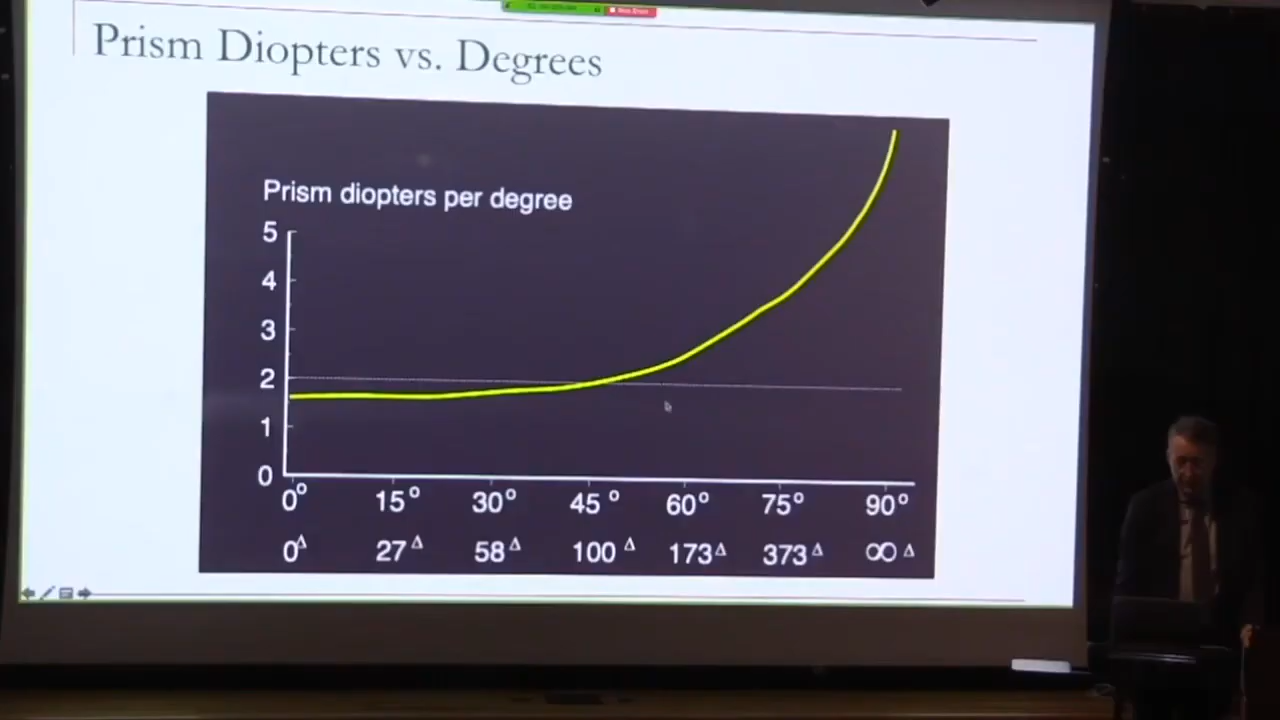 Prism Diopters vs. Degrees
Prism diopters per degree
5
4
3
2
1
0
0° 15° 30° 45° 60° 75° 90°
0Δ 27Δ 58Δ 100Δ 173Δ 373Δ ∞Δ